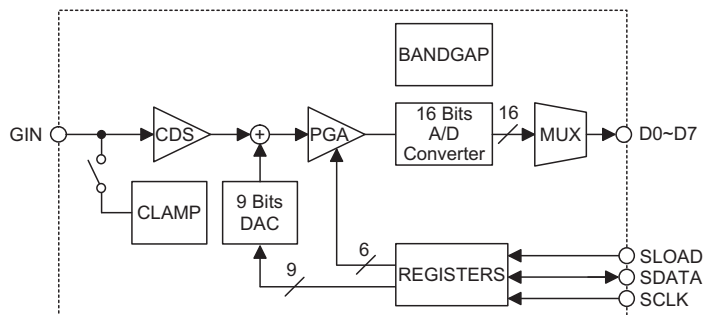 BANDGAP
GIN
CDS
+
PGA
16 Bits
A/D
Converter
16
MUX
D0~D7
CLAMP
9 Bits
DAC
6
9
REGISTERS
SLOAD
SDATA
SCLK